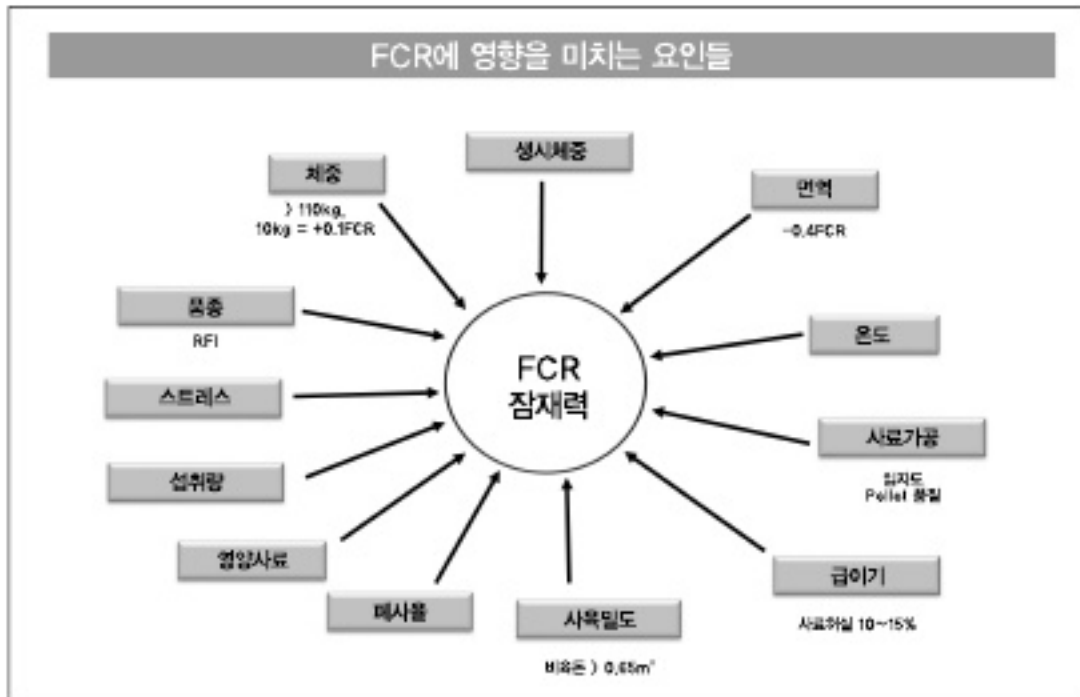 FCR에 영향을 미치는 요인들
생시체중
체중
> 110kg,
10kg = +0.1FCR
면역
-0.4FCR
품종
RFI
온도
FCR
잠재력
스트레스
사료가공
입자도
Pellet 품질
섭취량
영양사료
급이기
사료허실 10~15%
폐사율
사육밀도
비육돈 > 0.65m²